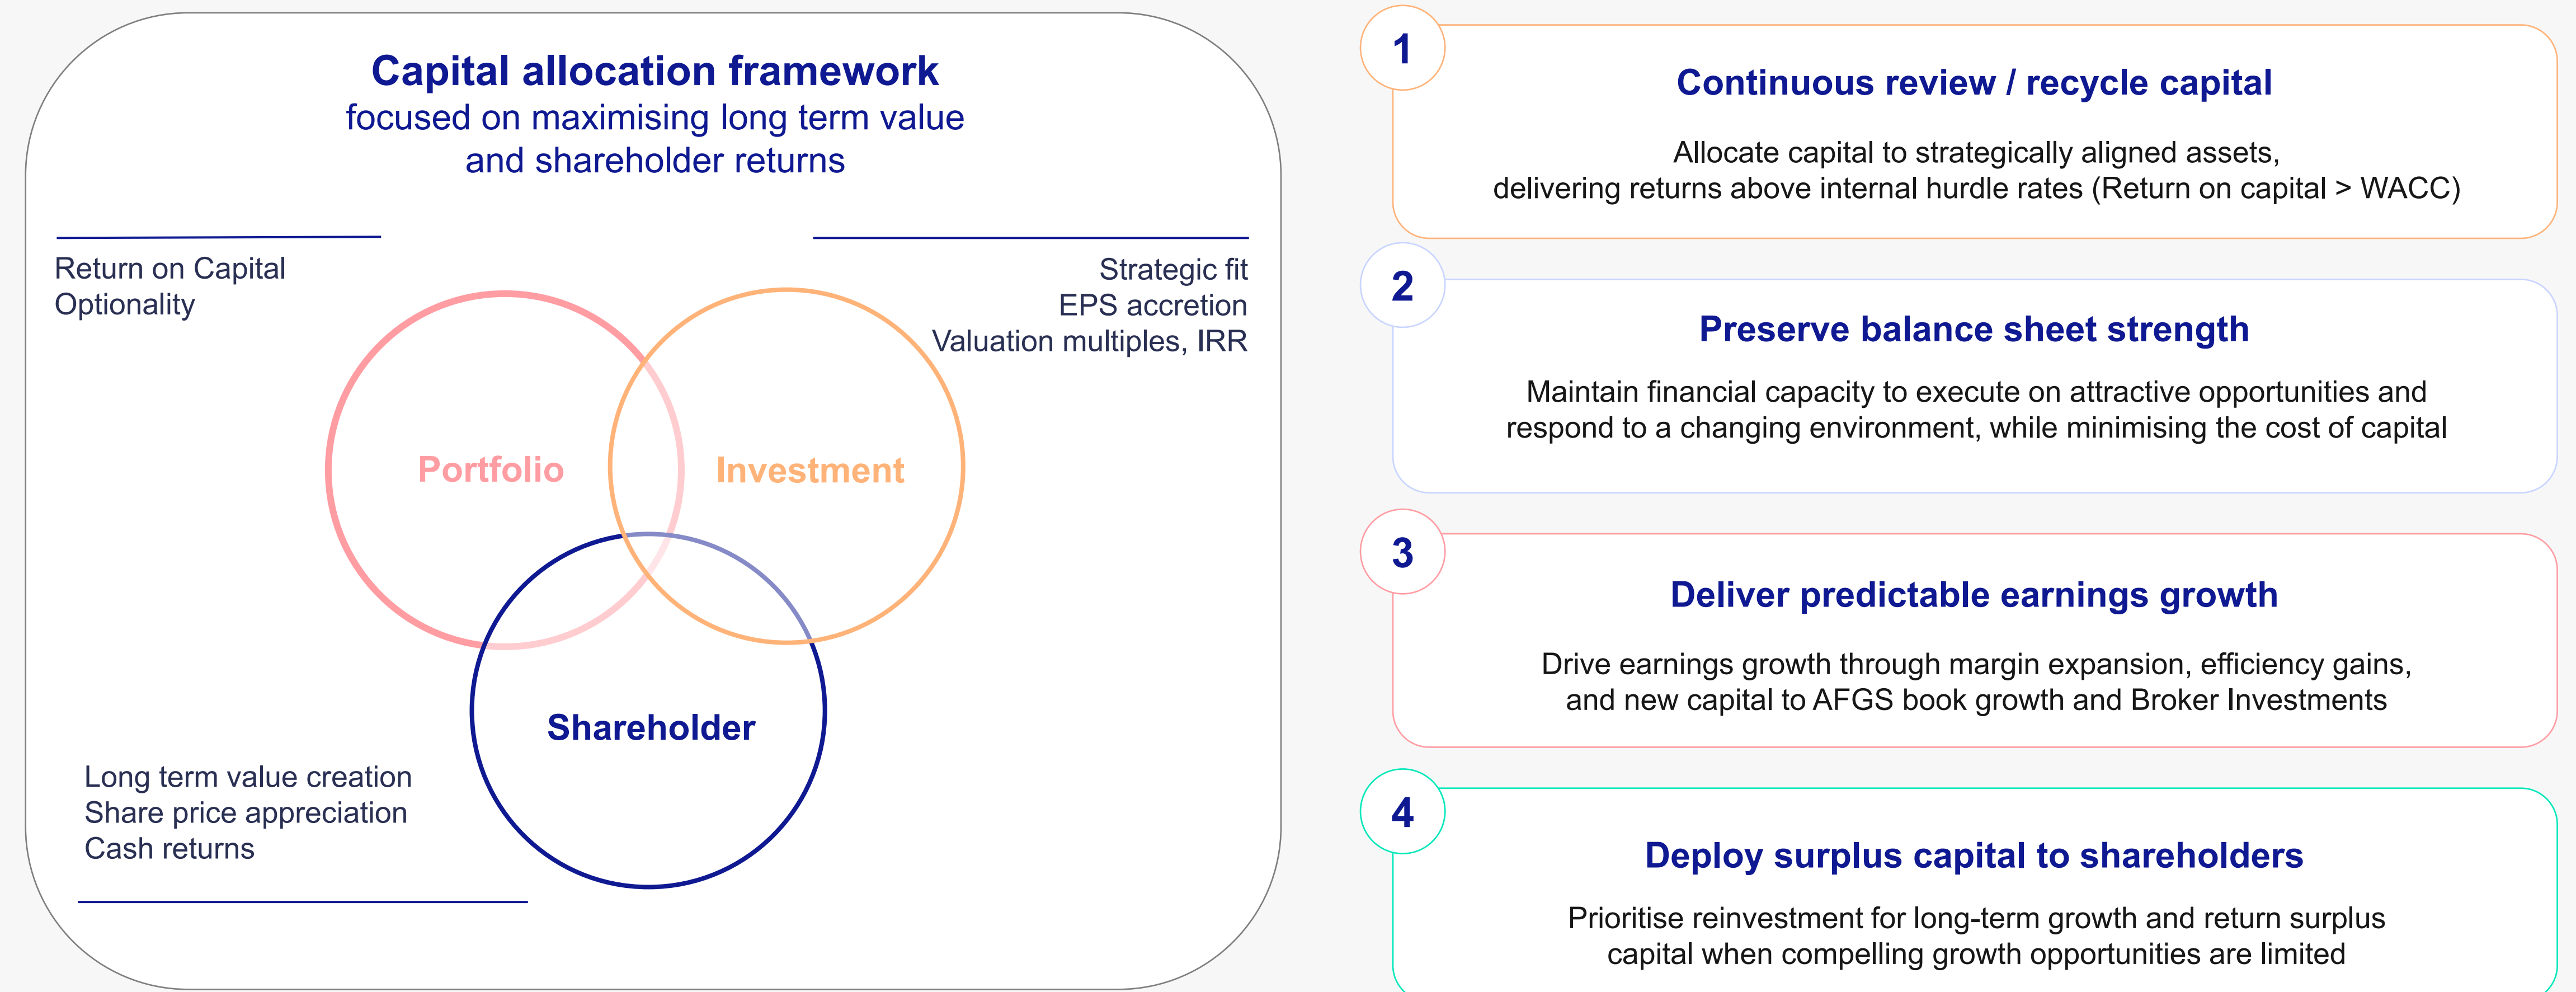 Capital allocation framework
focused on maximising long term value
and shareholder returns
Return on Capital
Optionality
Strategic fit
EPS accretion
Valuation multiples, IRR
Portfolio
Investment
Shareholder
Long term value creation
Share price appreciation
Cash returns
1
Continuous review / recycle capital
Allocate capital to strategically aligned assets,
delivering returns above internal hurdle rates (Return on capital > WACC)
2
Preserve balance sheet strength
Maintain financial capacity to execute on attractive opportunities and
respond to a changing environment, while minimising the cost of capital
3
Deliver predictable earnings growth
Drive earnings growth through margin expansion, efficiency gains,
and new capital to AFGS book growth and Broker Investments
4
Deploy surplus capital to shareholders
Prioritise reinvestment for long-term growth and return surplus
capital when compelling growth opportunities are limited